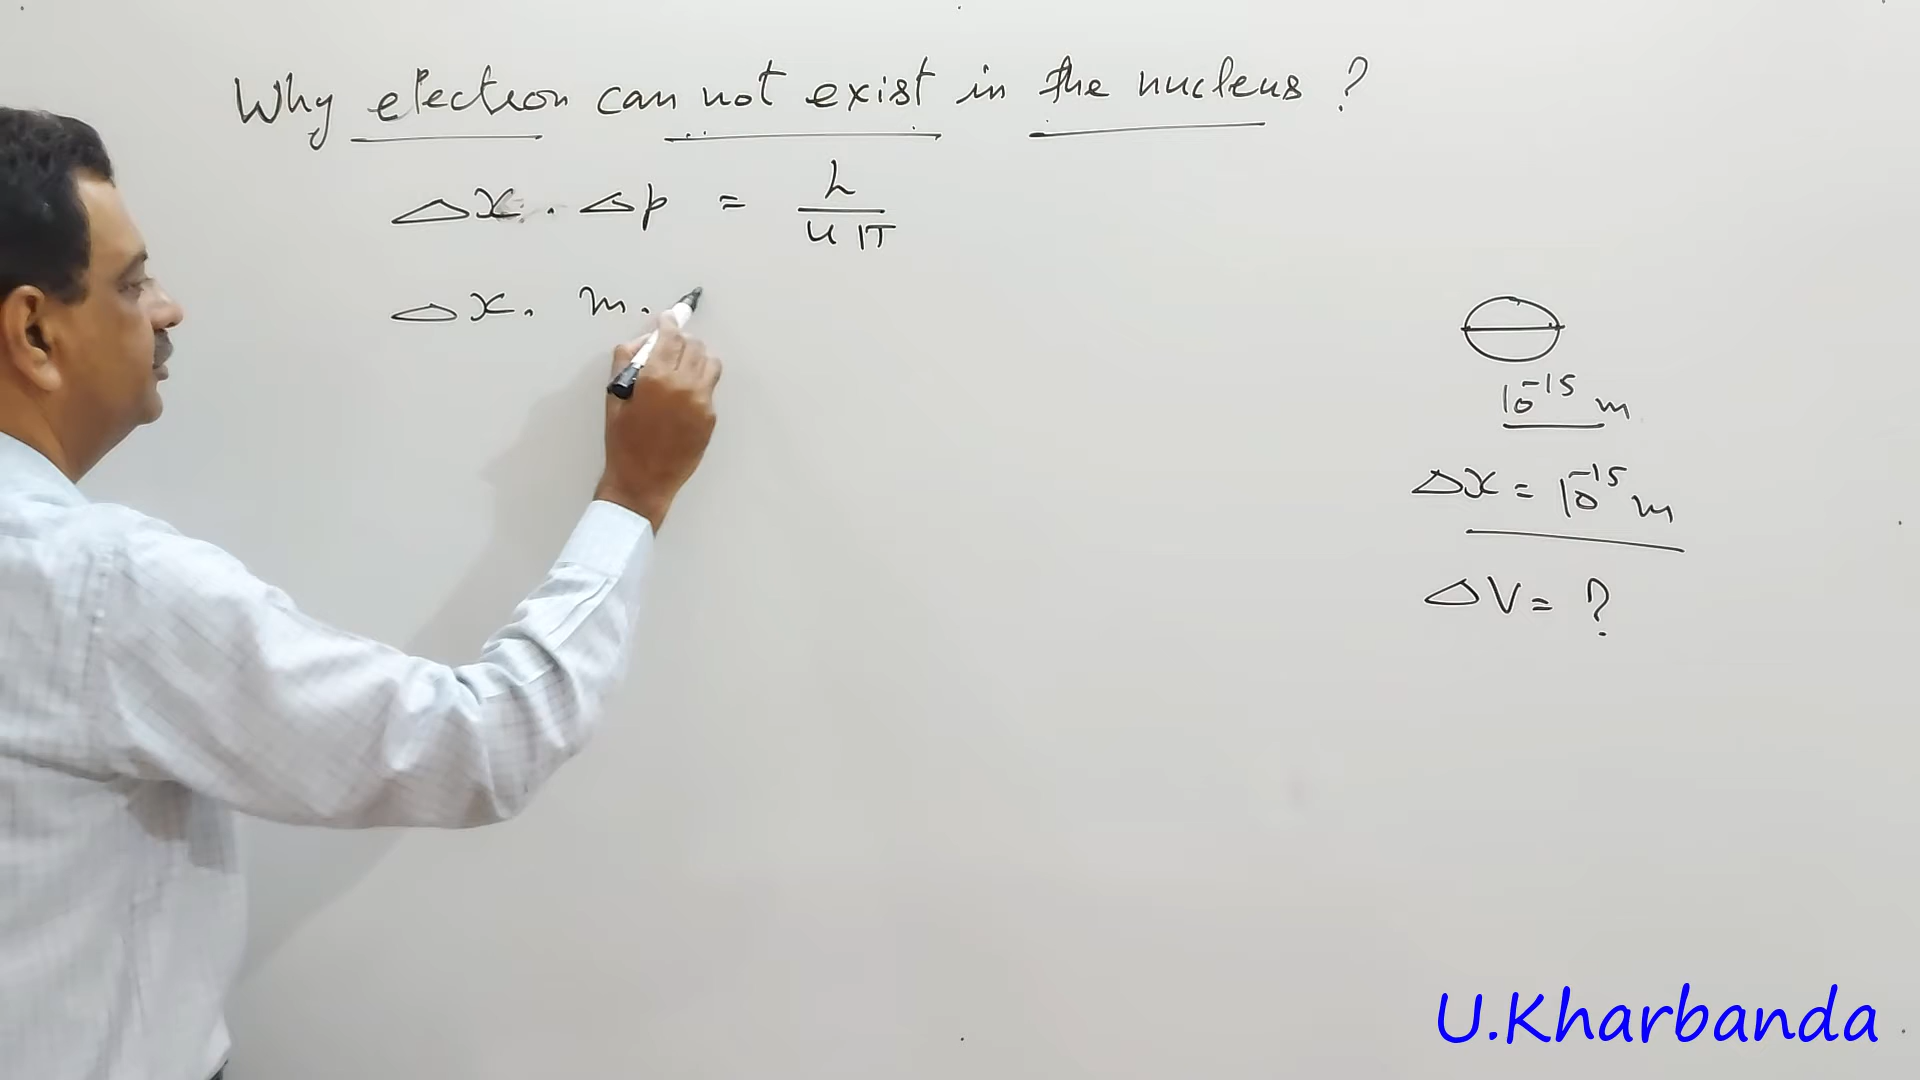 Why electron can not exist in the nucleus ?
Δx . Δp = h / 4π
Δx . m .
10⁻¹⁵ m
Δx = 10⁻¹⁵ m
ΔV = ?
U.Kharbanda